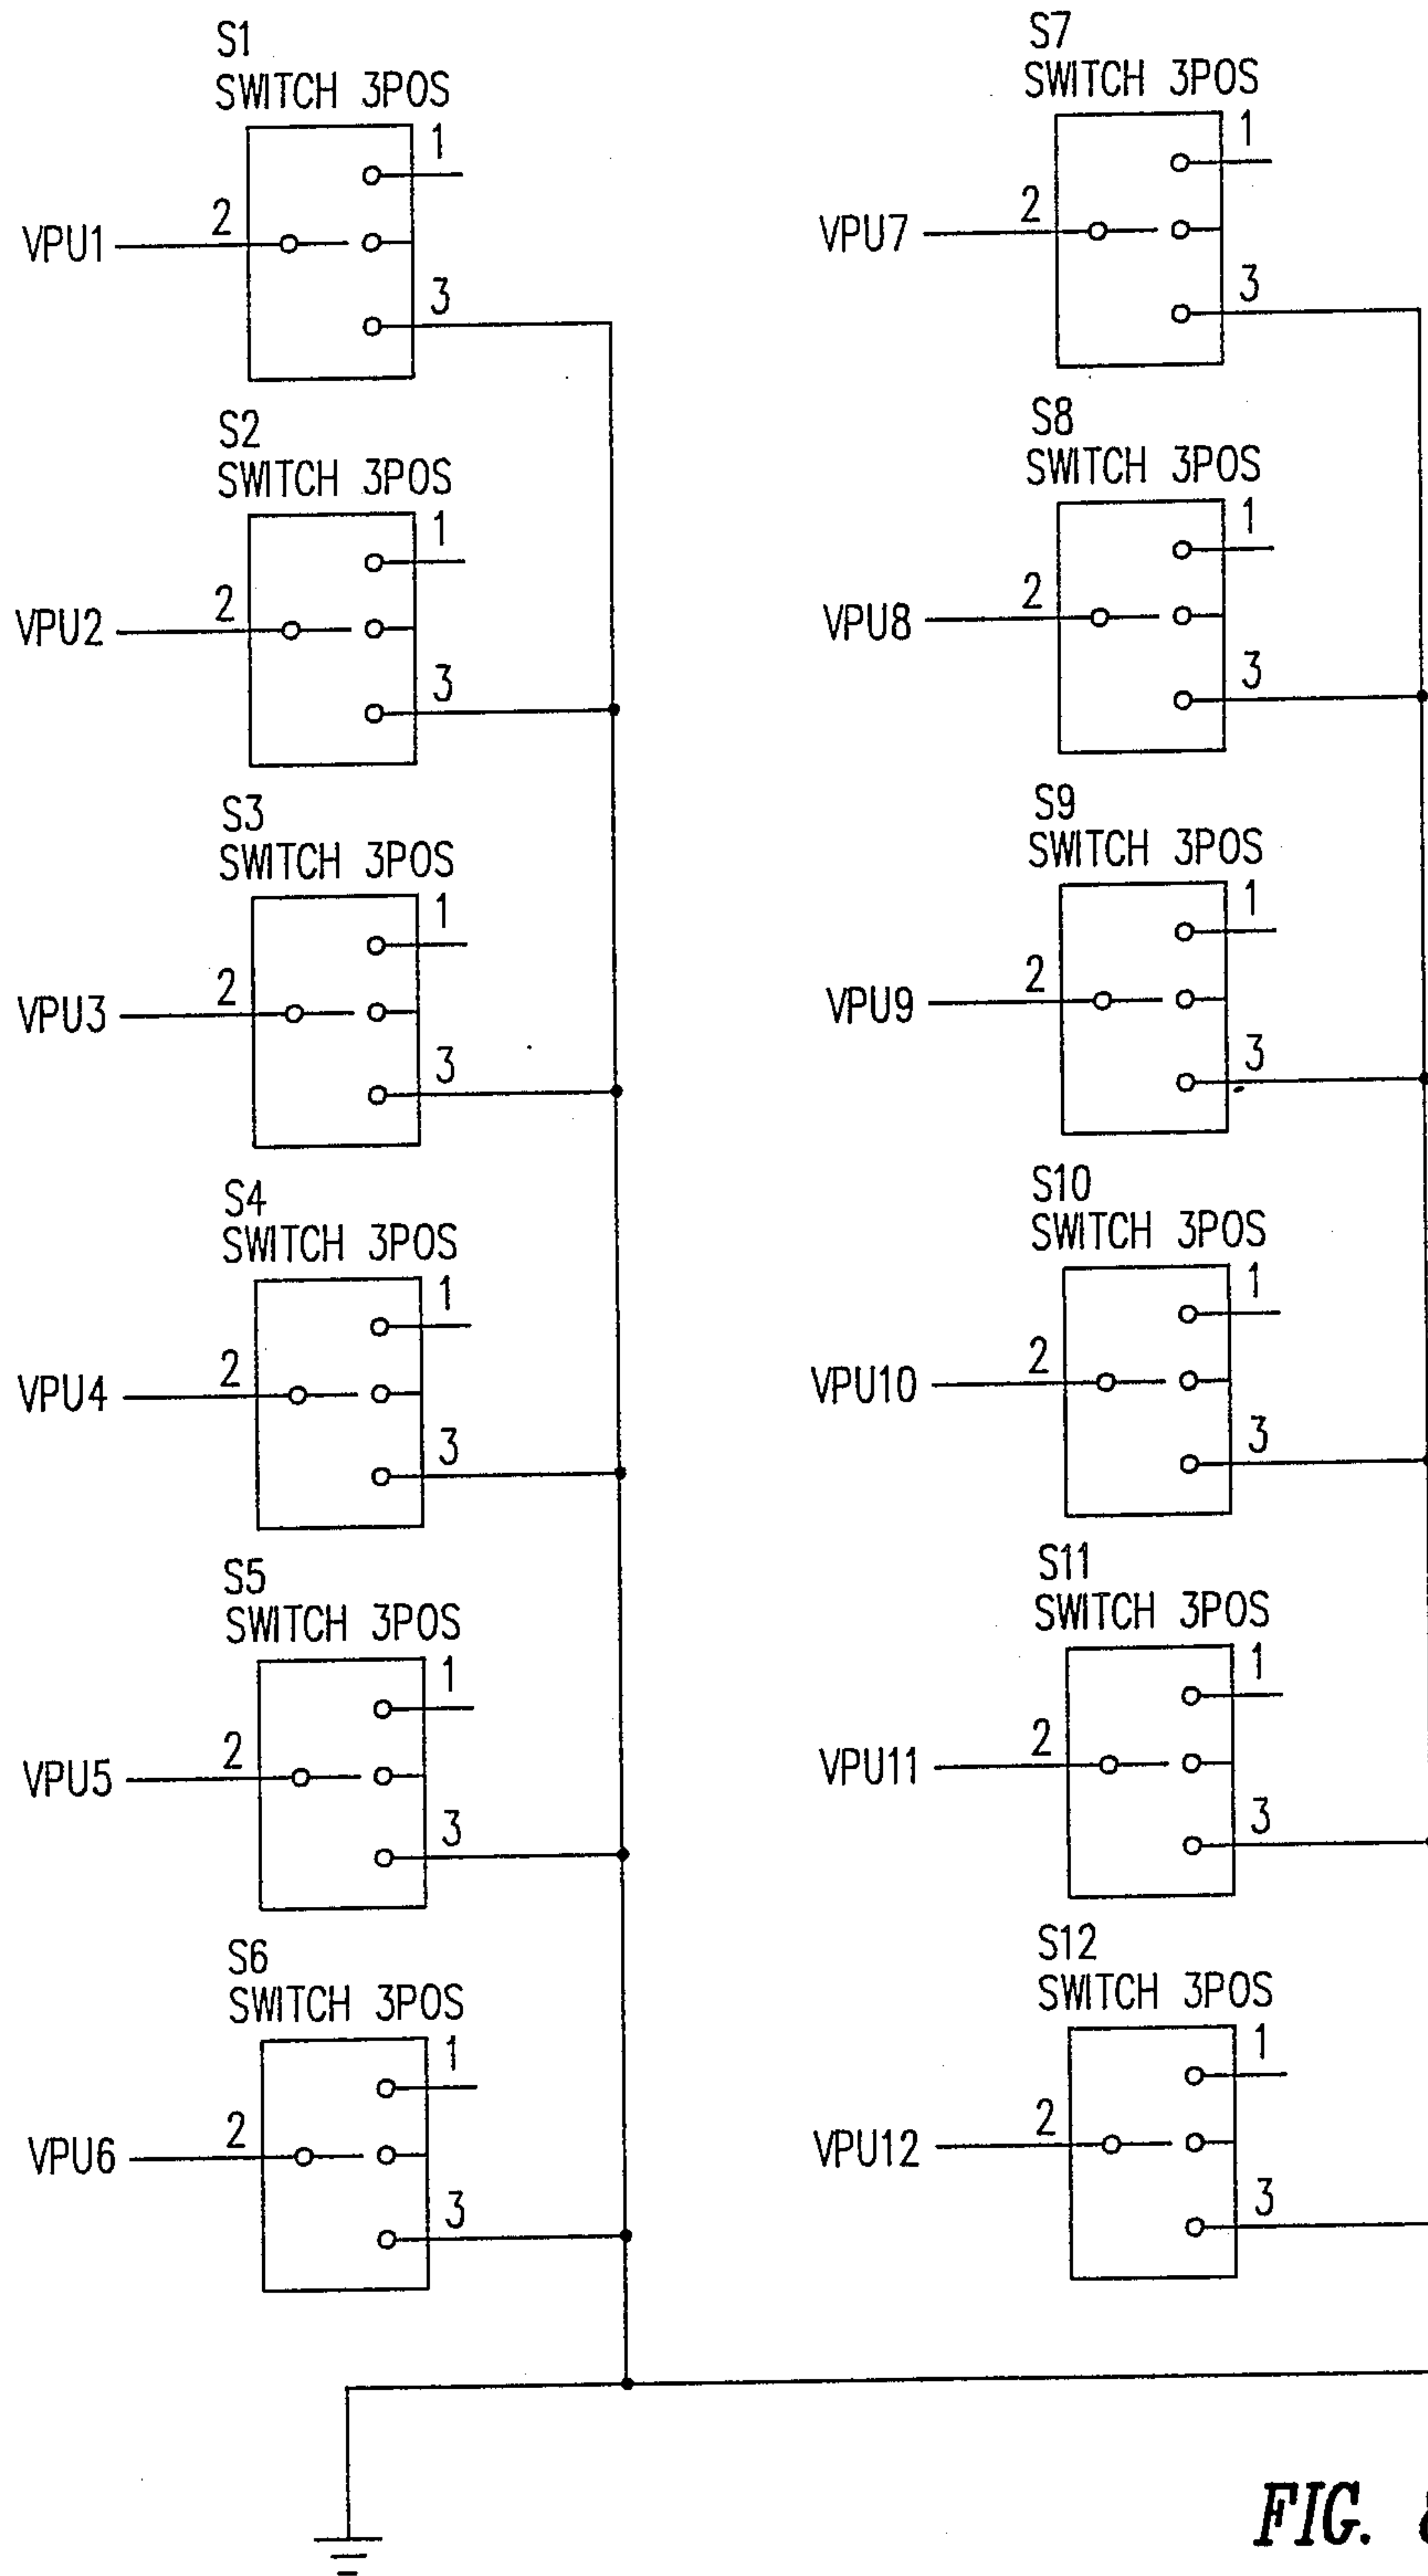 S1
SWITCH 3POS
1
2
VPU1
3
S2
SWITCH 3POS
1
2
VPU2
3
S3
SWITCH 3POS
1
2
VPU3
3
S4
SWITCH 3POS
1
2
VPU4
3
S5
SWITCH 3POS
1
2
VPU5
3
S6
SWITCH 3POS
1
2
VPU6
3
S7
SWITCH 3POS
1
2
VPU7
3
S8
SWITCH 3POS
1
2
VPU8
3
S9
SWITCH 3POS
1
2
VPU9
3
S10
SWITCH 3POS
1
2
VPU10
3
S11
SWITCH 3POS
1
2
VPU11
3
S12
SWITCH 3POS
1
2
VPU12
3
FIG.